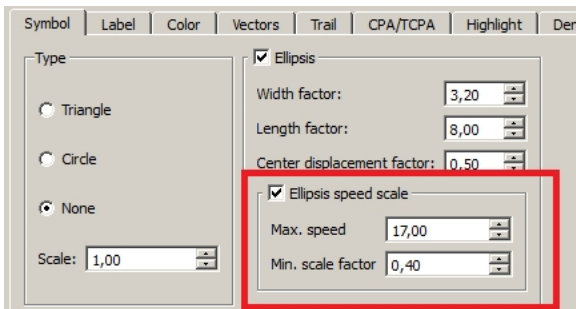 Symbol Label Color Vectors Trail CPA/TCPA Highlight Der
Type
Triangle
Circle
None
Scale: 1,00
Ellipsis
Width factor: 3,20
Length factor: 8,00
Center displacement factor: 0,50
Ellipsis speed scale
Max. speed 17,00
Min. scale factor 0,40